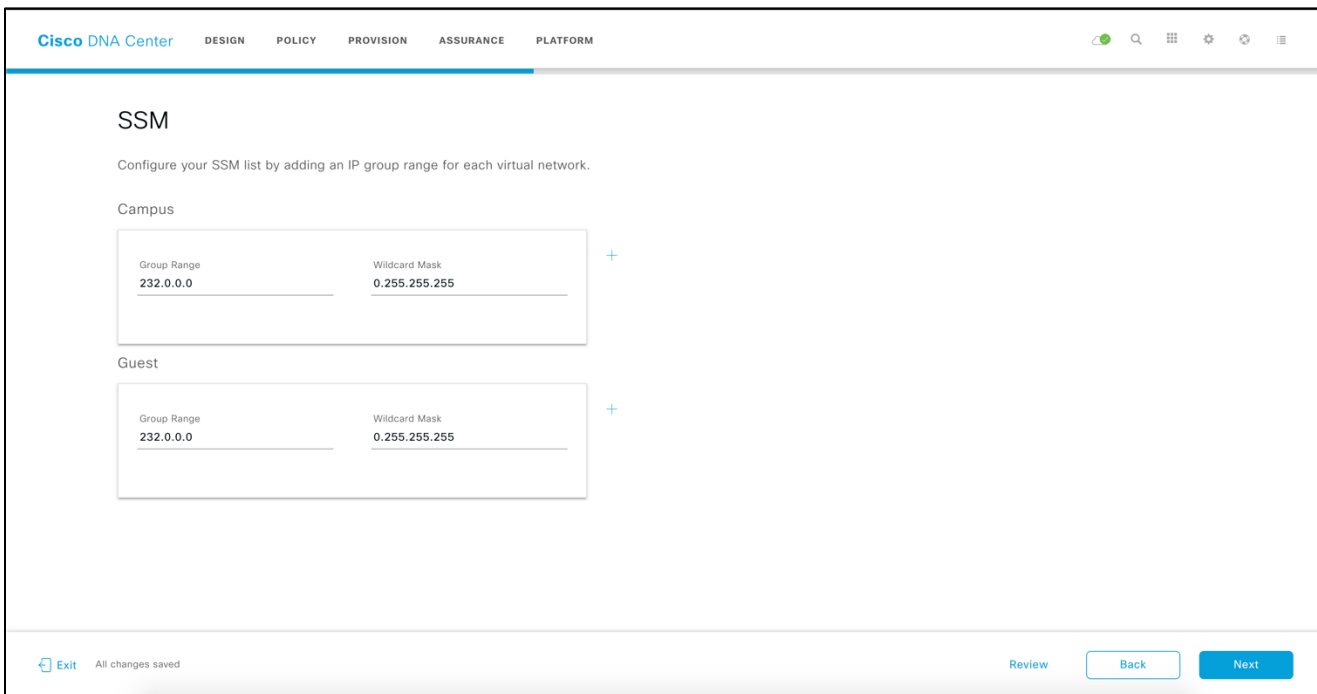 Cisco DNA Center DESIGN POLICY PROVISION ASSURANCE PLATFORM
SSM
Configure your SSM list by adding an IP group range for each virtual network.
Campus
Group Range Wildcard Mask
232.0.0.0 0.255.255.255
Guest
Group Range Wildcard Mask
232.0.0.0 0.255.255.255
Exit All changes saved Review Back Next